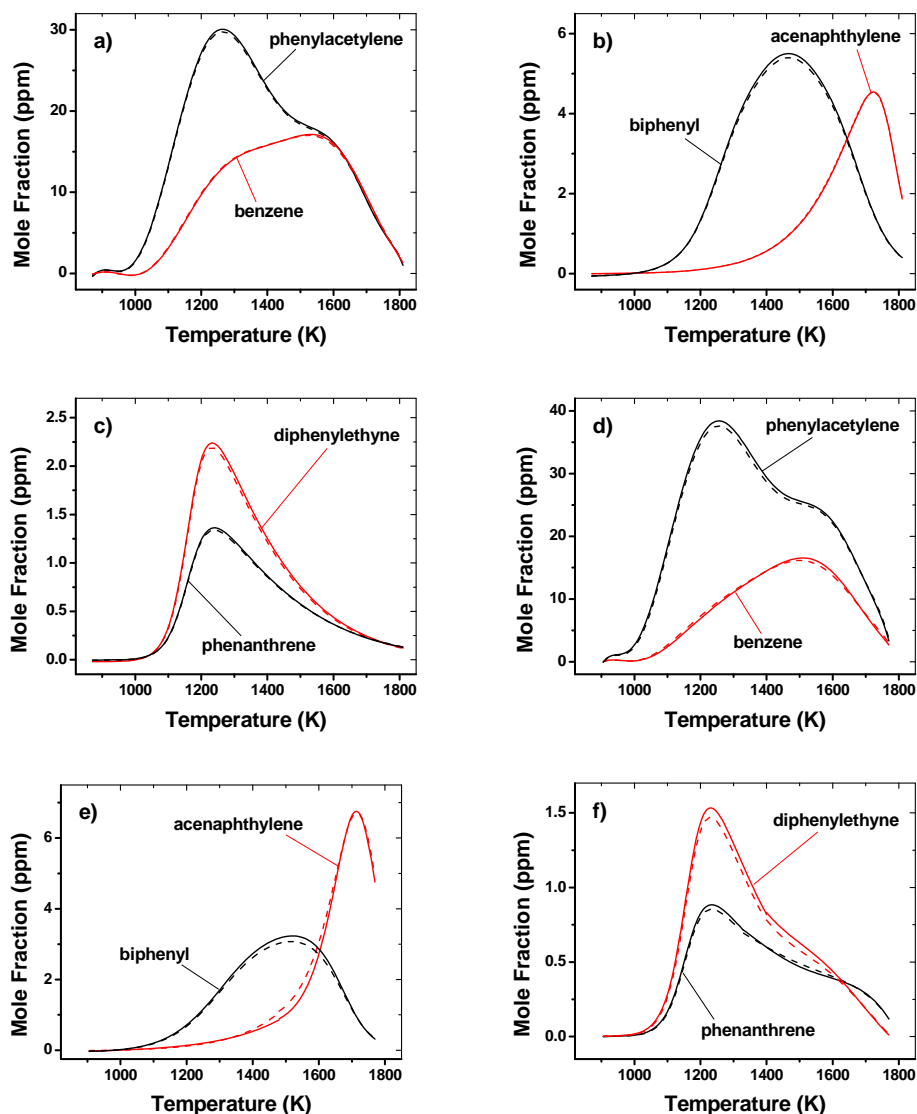 a)
phenylacetylene
benzene
30
20
10
0
Mole Fraction (ppm)
1000 1200 1400 1600 1800
Temperature (K)
b)
acenaphthylene
biphenyl
6
4
2
0
Mole Fraction (ppm)
1000 1200 1400 1600 1800
Temperature (K)
c)
diphenylethyne
phenanthrene
2.5
2.0
1.5
1.0
0.5
0.0
Mole Fraction (ppm)
1000 1200 1400 1600 1800
Temperature (K)
d)
phenylacetylene
benzene
40
30
20
10
0
Mole Fraction (ppm)
1000 1200 1400 1600 1800
Temperature (K)
e)
acenaphthylene
biphenyl
6
4
2
0
Mole Fraction (ppm)
1000 1200 1400 1600 1800
Temperature (K)
f)
diphenylethyne
phenanthrene
1.5
1.0
0.5
0.0
Mole Fraction (ppm)
1000 1200 1400 1600 1800
Temperature (K)